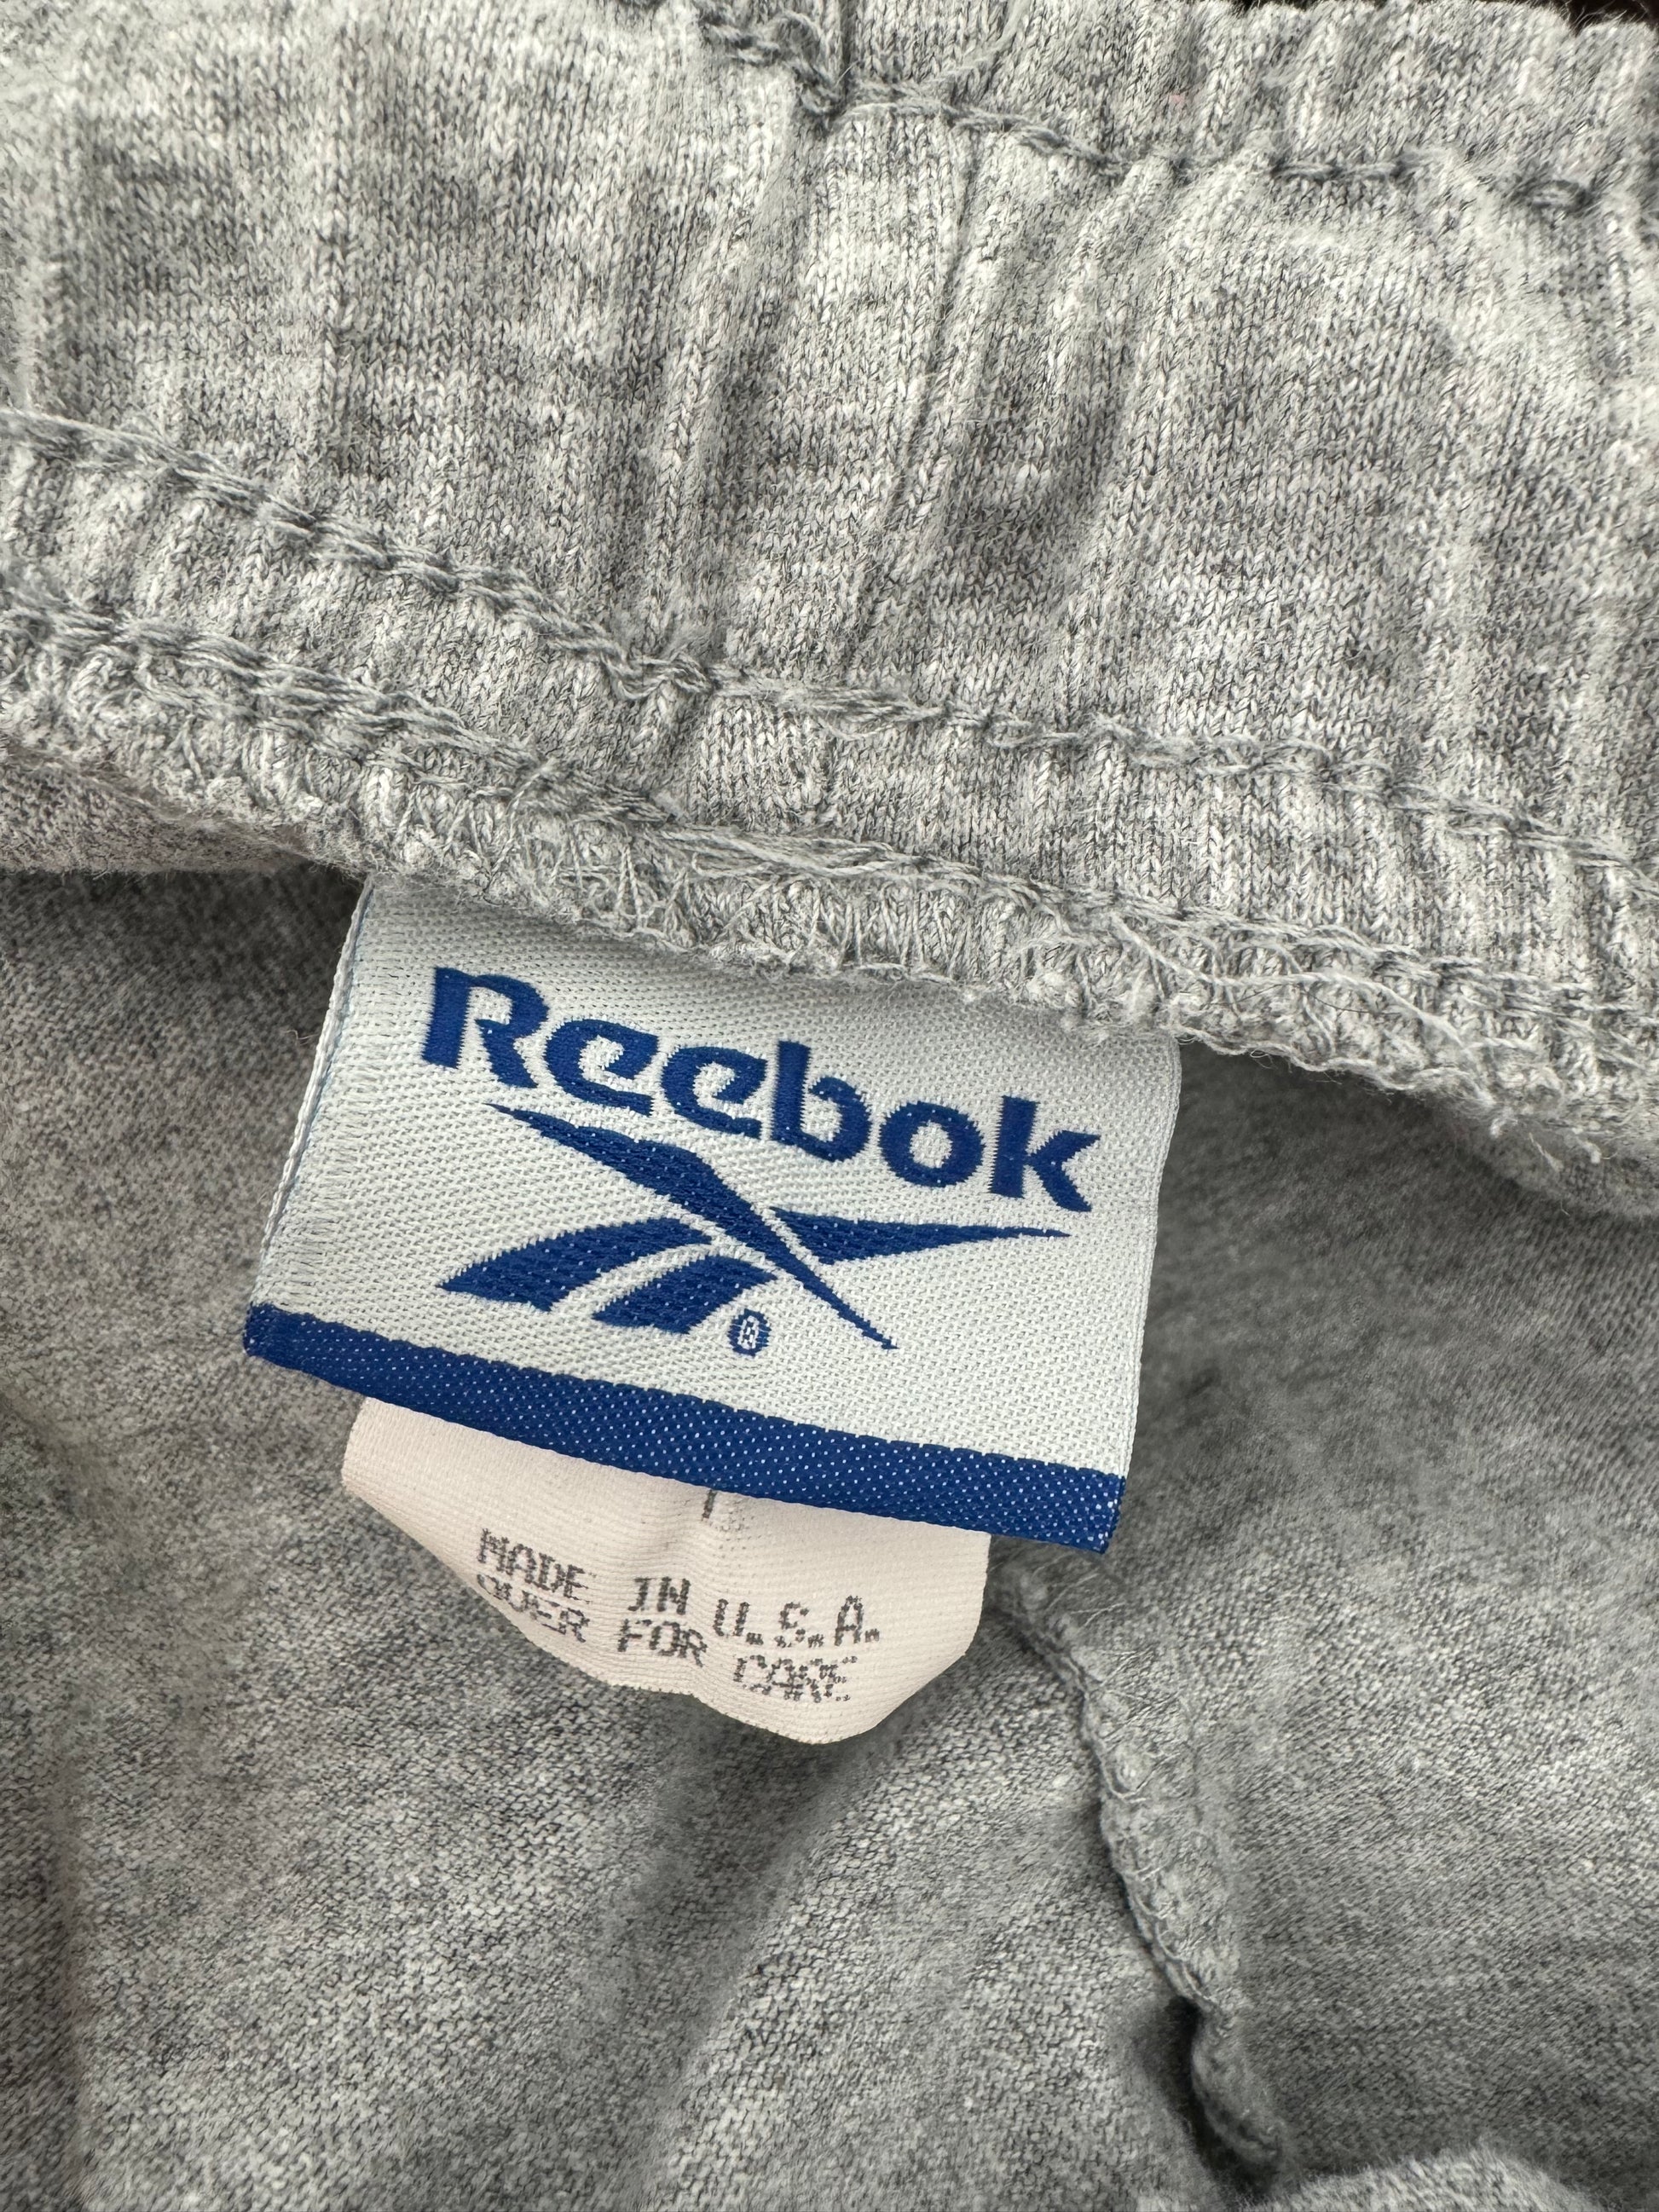 Reebok
®
MADE IN U.S.A.
OVER FOR CARE